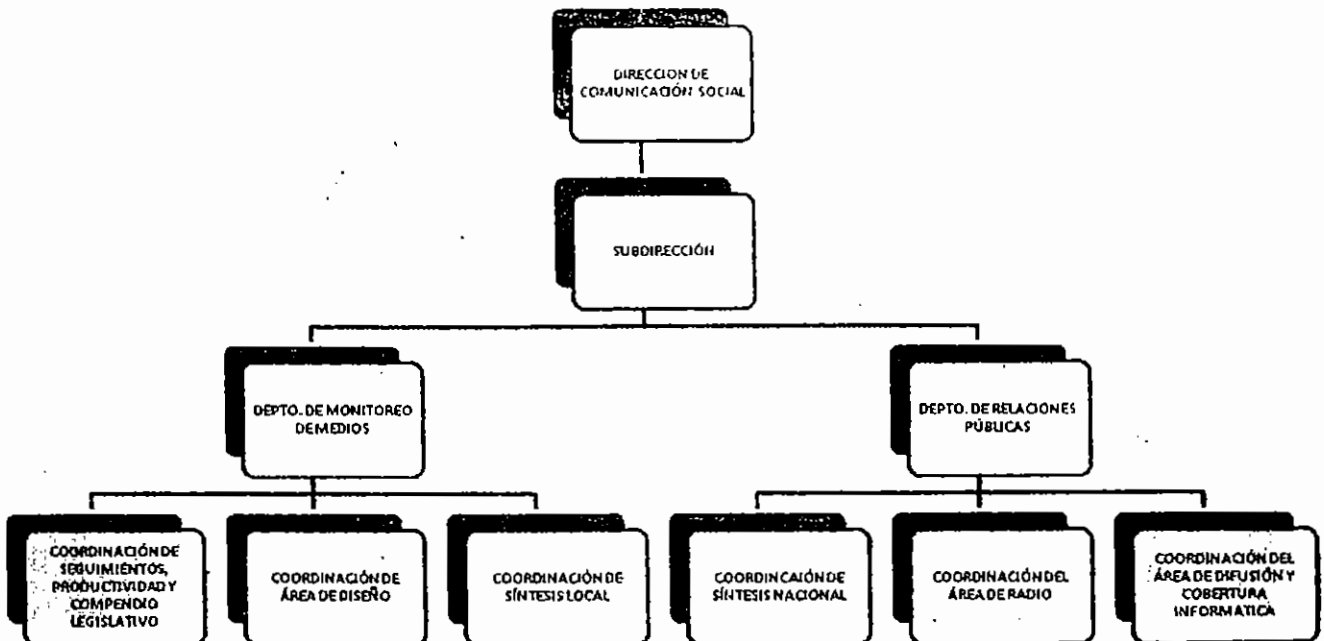 DIRECCION DE
COMUNICACIÓN SOCIAL
SUBDIRECCIÓN
DEPTO. DE MONITOREO
DE MEDIOS
DEPTO. DE RELACIONES
PÚBLICAS
COORDINACIÓN DE
SEGUIMIENTOS,
PRODUCTIVIDAD Y
COMPENDIO
LEGISLATIVO
COORDINACIÓN DE
ÁREA DE DISEÑO
COORDINACIÓN DE
SÍNTESIS LOCAL
COORDINCAIÓN DE
SÍNTESIS NACIONAL
COORDINACIÓN DEL
ÁREA DE RADIO
COORDINACIÓN DEL
ÁREA DE DIFUSIÓN Y
COBERTURA
INFORMATICA